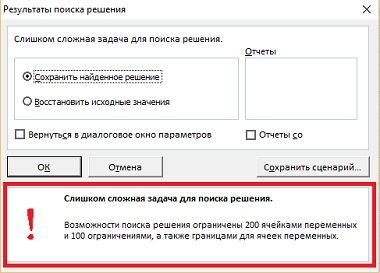 Результаты поиска решения
Слишком сложная задача для поиска решения.
Отчеты
Сохранить найденное решение
Восстановить исходные значения
Вернуться в диалоговое окно параметров
Отчеты со
ОК
Отмена
Сохранить сценарий...
Слишком сложная задача для поиска решения.
Возможности поиска решения ограничены 200 ячейками переменных
и 100 ограничениями, а также границами для ячеек переменных.